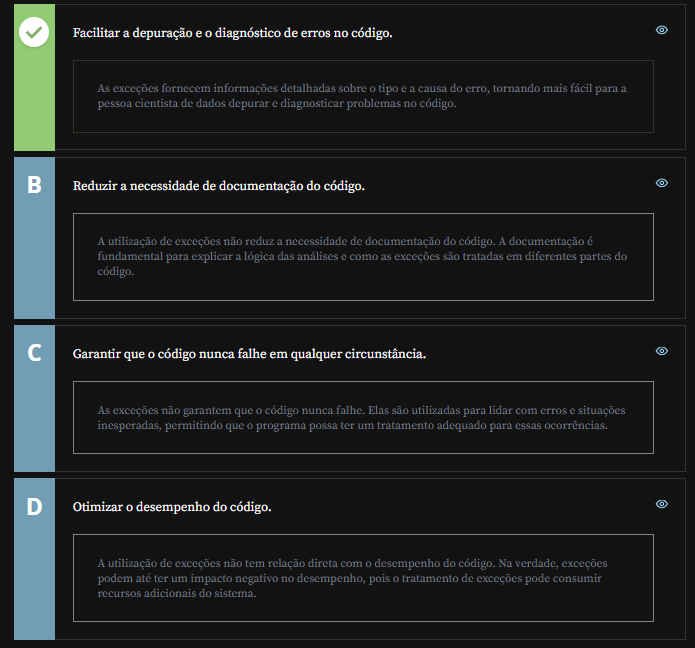 Facilitar a depuração e o diagnóstico de erros no código.
As exceções fornecem informações detalhadas sobre o tipo e a causa do erro, tornando mais fácil para a
pessoa cientista de dados depurar e diagnosticar problemas no código.
B
Reduzir a necessidade de documentação do código.
A utilização de exceções não reduz a necessidade de documentação do código. A documentação é
fundamental para explicar a lógica das análises e como as exceções são tratadas em diferentes partes do
código.
C
Garantir que o código nunca falhe em qualquer circunstância.
As exceções não garantem que o código nunca falhe. Elas são utilizadas para lidar com erros e situações
inesperadas, permitindo que o programa possa ter um tratamento adequado para essas ocorrências.
D
Otimizar o desempenho do código.
A utilização de exceções não tem relação direta com o desempenho do código. Na verdade, exceções
podem até ter um impacto negativo no desempenho, pois o tratamento de exceções pode consumir
recursos adicionais do sistema.